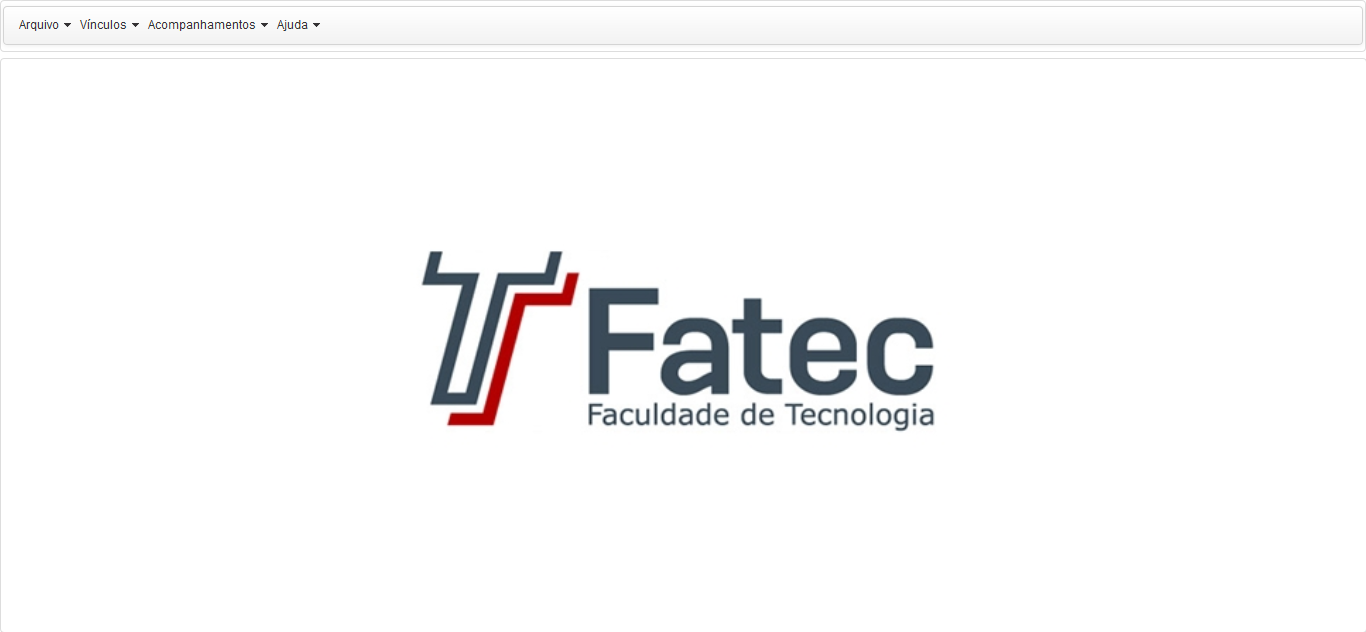 Arquivo Vínculos Acompanhamentos Ajuda
Fatec
Faculdade de Tecnologia